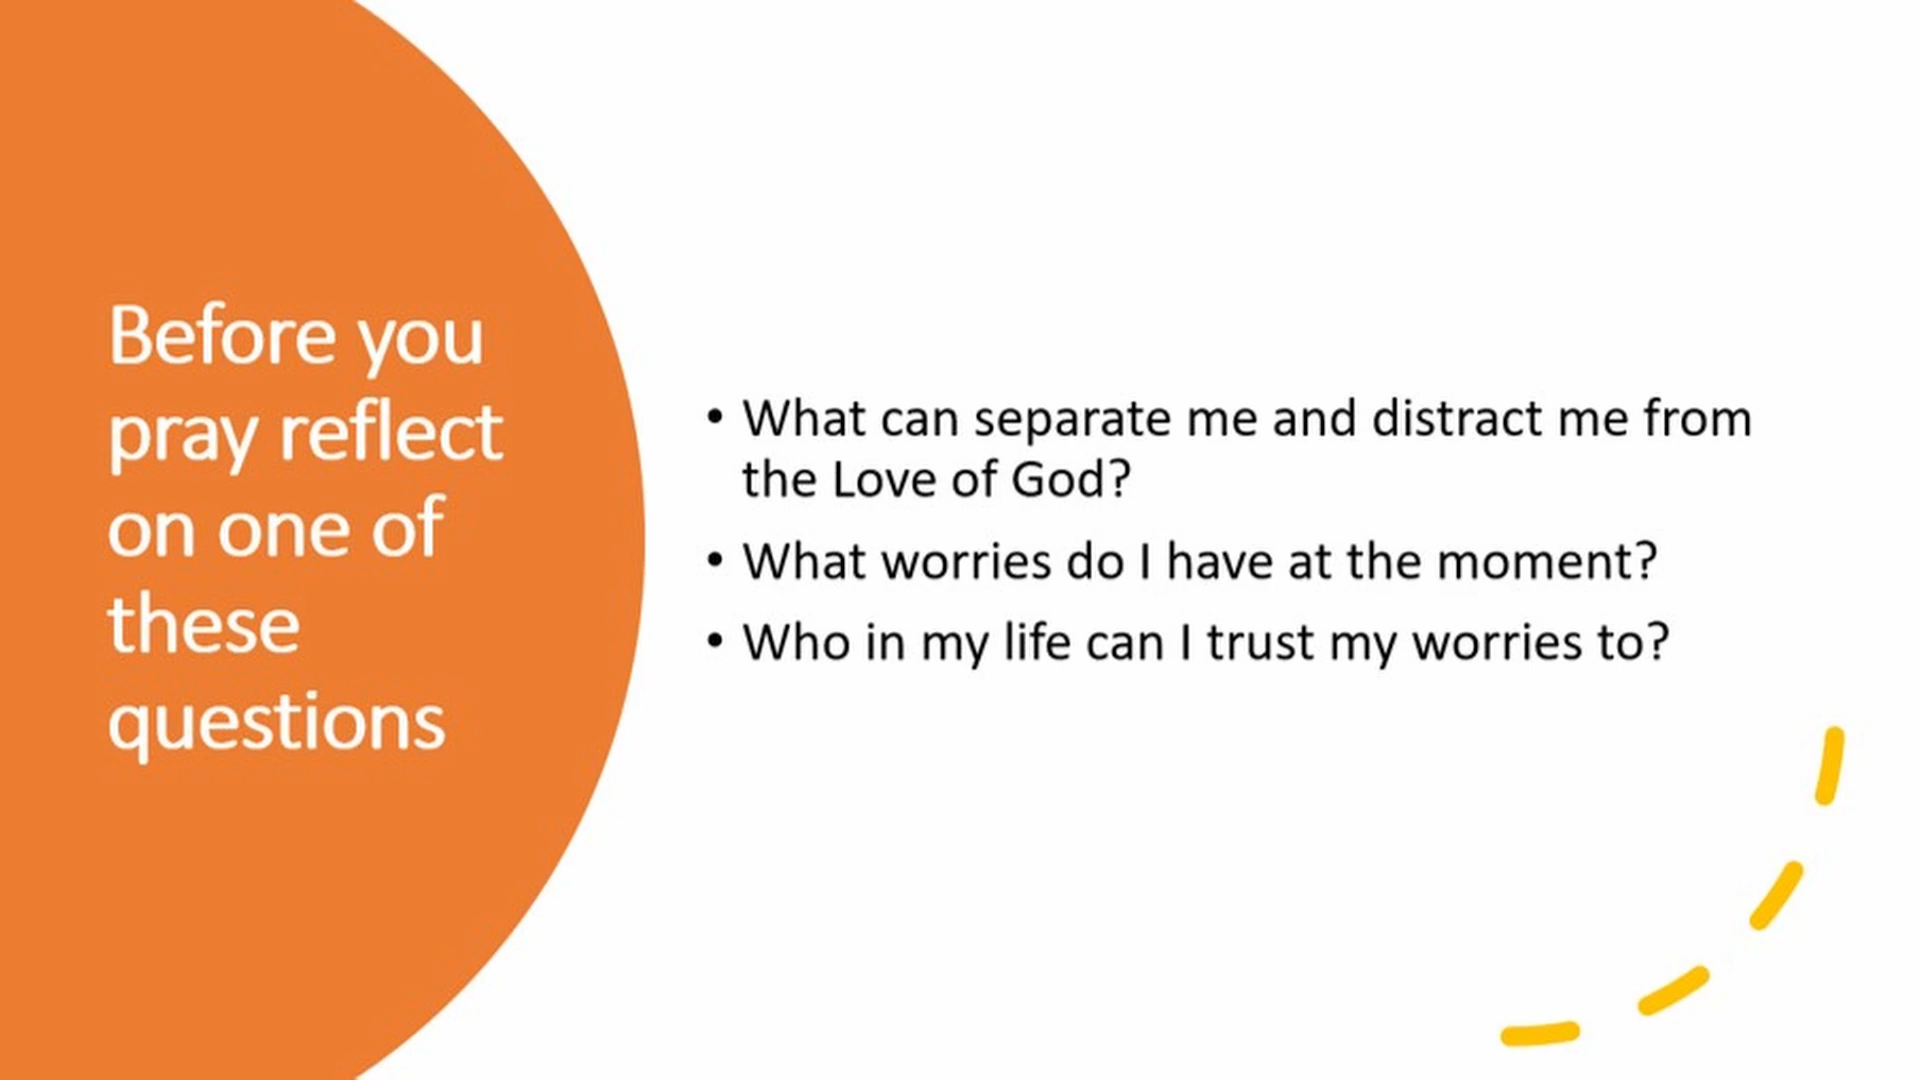 Before you
pray reflect
on one of
these
questions
• What can separate me and distract me from
the Love of God?
• What worries do I have at the moment?
• Who in my life can I trust my worries to?